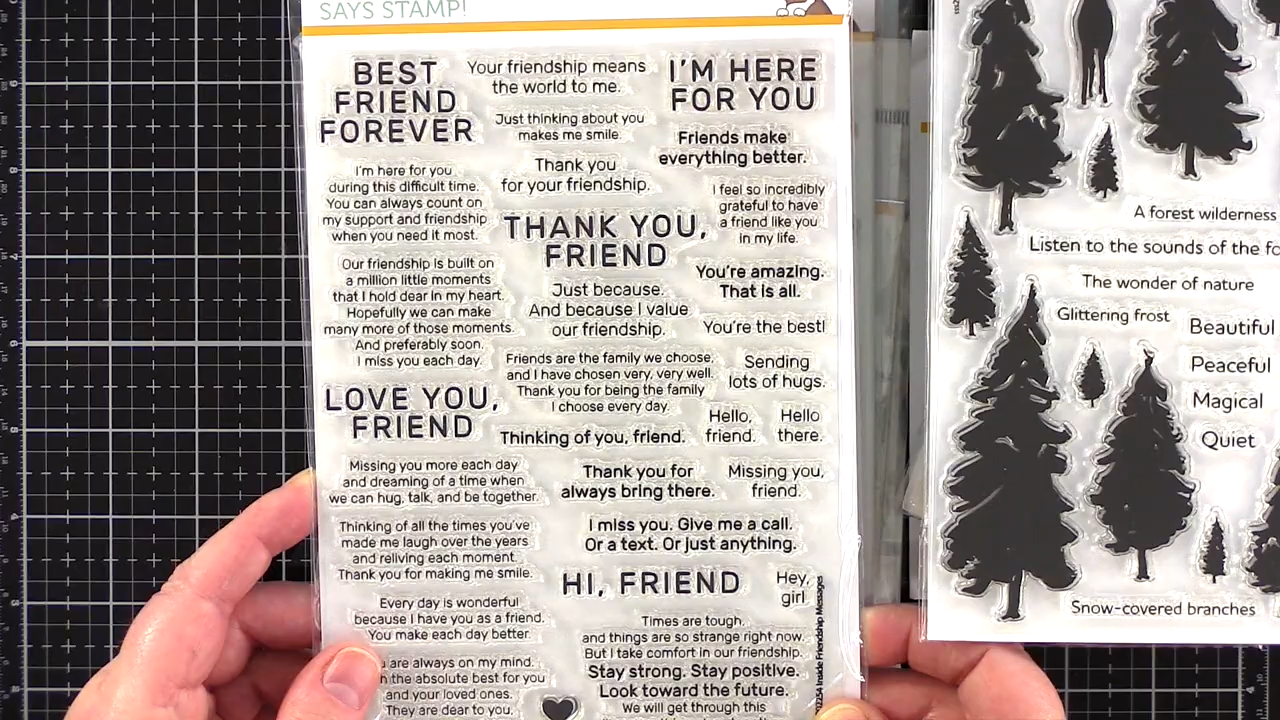 SAYS STAMP!
BEST
FRIEND
FOREVER
Your friendship means
the world to me.
I'M HERE
FOR YOU
Just thinking about you
makes me smile.
Friends make
everything better.
Thank you
for your friendship.
I'm here for you
during this difficult time.
You can always count on
my support and friendship
when you need it most.
I feel so incredibly
grateful to have
a friend like you
in my life.
THANK YOU,
FRIEND
Our friendship is built on
a million little moments
that I hold dear in my heart.
Hopefully we can make
many more of those moments.
And preferably soon.
I miss you each day.
You're amazing.
That is all.
Just because.
And because I value
our friendship.
You're the best!
Friends are the family we choose,
and I have chosen very, very well.
Thank you for being the family
I choose every day.
Sending
lots of hugs.
LOVE YOU,
FRIEND
Hello,
friend.
Hello
there.
Thinking of you, friend.
Missing you more each day
and dreaming of a time when
we can hug, talk, and be together.
Thank you for
always bring there.
Missing you,
friend.
Thinking of all the times you've
made me laugh over the years
and reliving each moment.
Thank you for making me smile.
I miss you. Give me a call.
Or a text. Or just anything.
HI, FRIEND
Hey,
girl
Every day is wonderful
because I have you as a friend.
You make each day better.
Times are tough.
and things are so strange right now.
But I take comfort in our friendship.
Stay strong. Stay positive.
Look toward the future.
We will get through this
are always on my mind.
the absolute best for you
and your loved ones.
They are dear to you,
Inside Friendship Messages
A forest wilderness
Listen to the sounds of the
The wonder of nature
Glittering frost
Beautiful
Peaceful
Magical
Quiet
Snow-covered branches